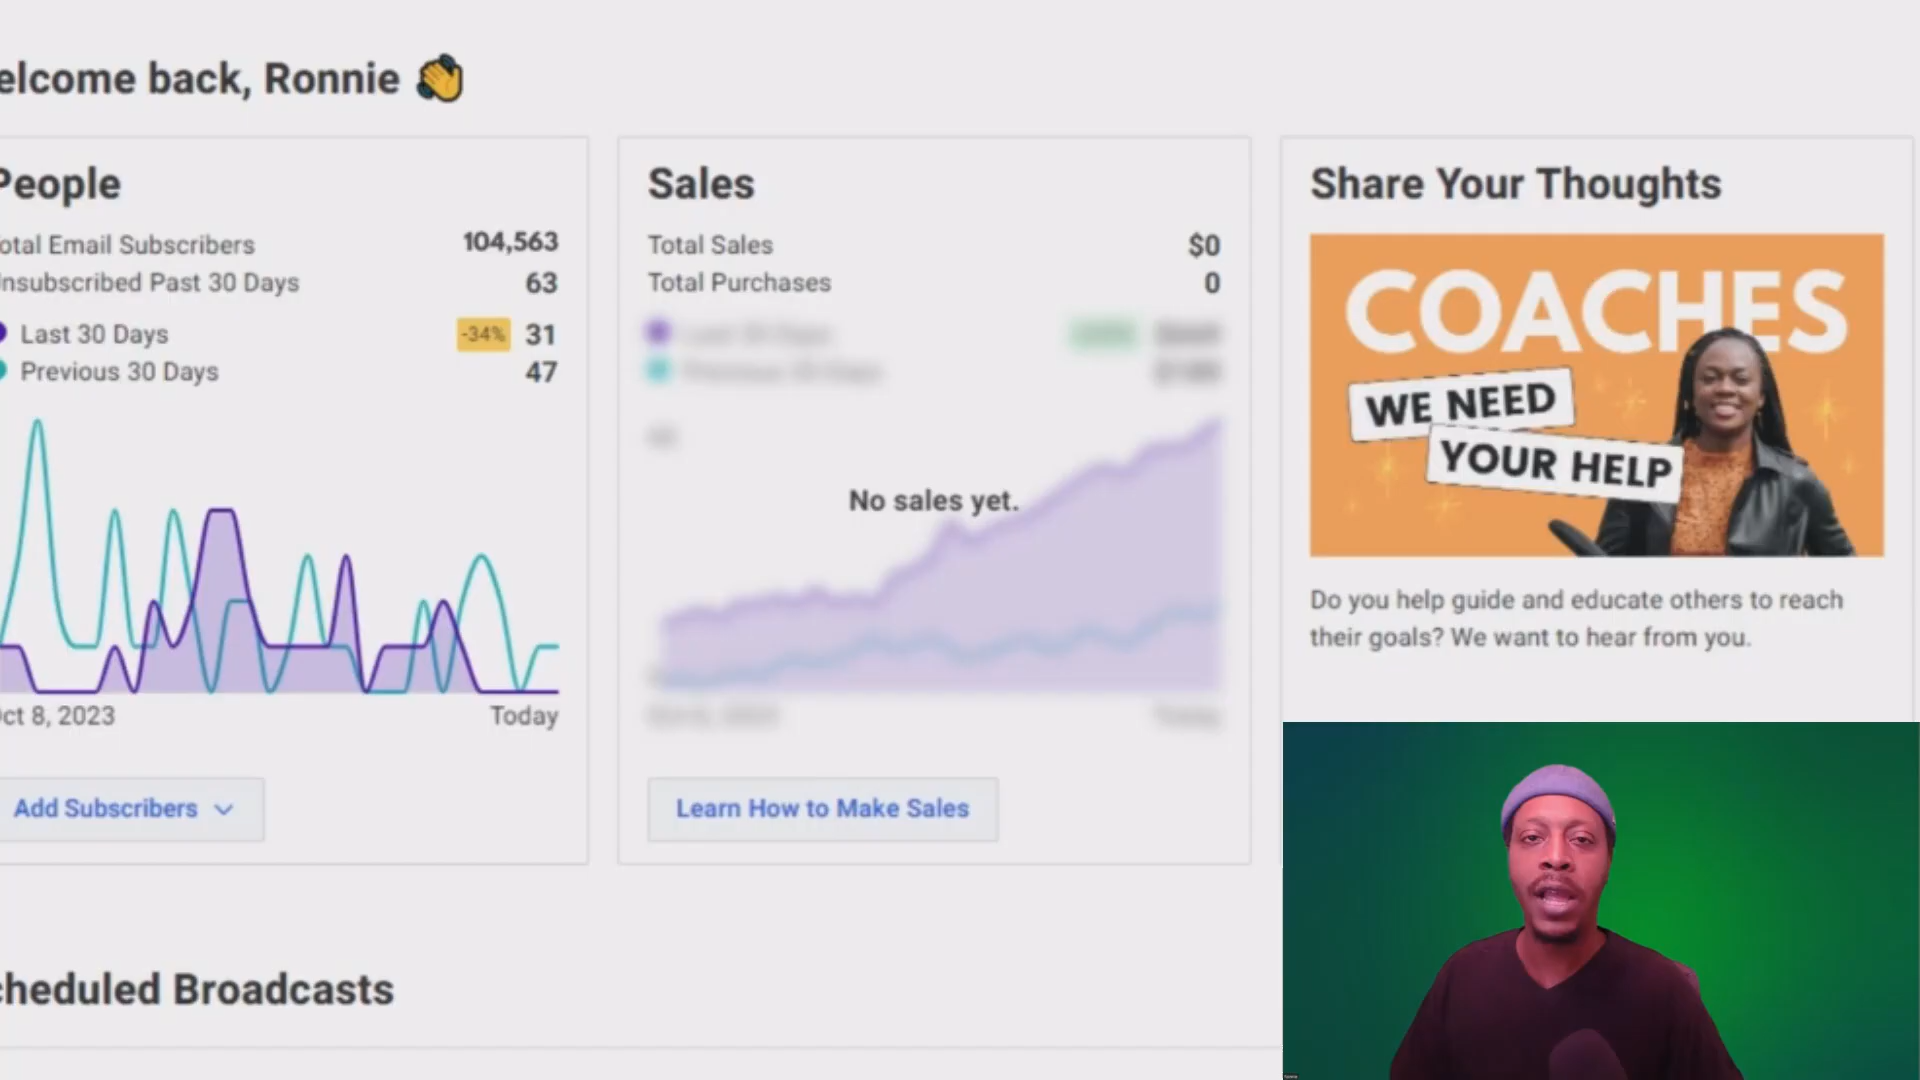 elcome back, Ronnie
People
otal Email Subscribers 104,563
nsubscribed Past 30 Days 63
Last 30 Days -34% 31
Previous 30 Days 47
ct 8, 2023 Today
Add Subscribers
Sales
Total Sales $0
Total Purchases 0
No sales yet.
Learn How to Make Sales
Share Your Thoughts
COACHES
WE NEED
YOUR HELP
Do you help guide and educate others to reach
their goals? We want to hear from you.
cheduled Broadcasts